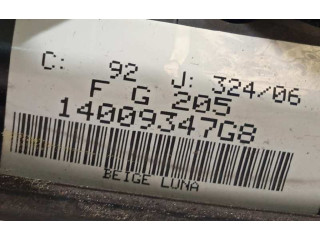 C: 92 J: 324/06
F G 205
14009347G8
BEIGE LUNA